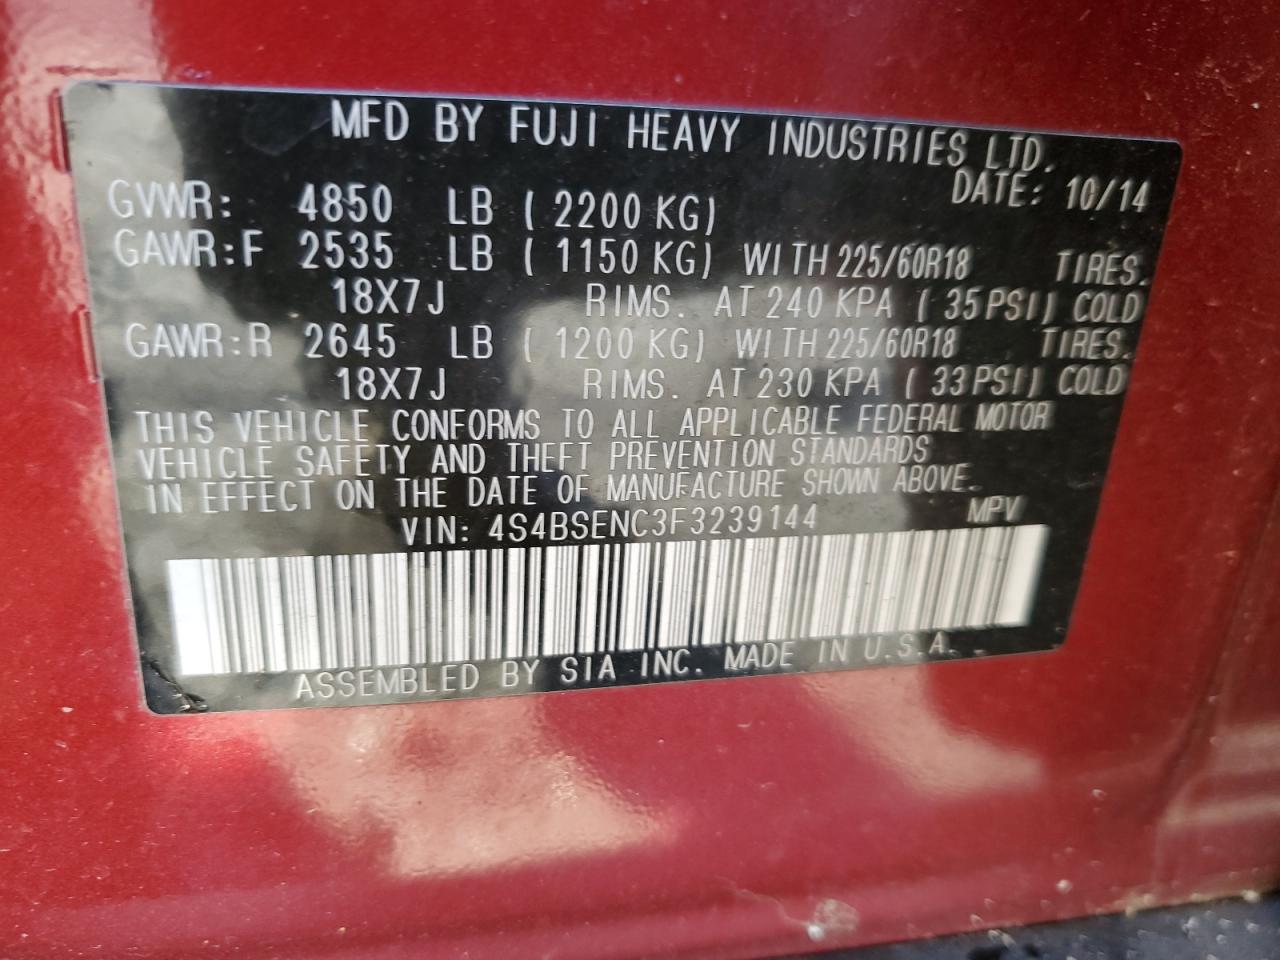 MFD BY FUJI HEAVY INDUSTRIES LTD.
DATE: 10/14
GVWR: 4850 LB ( 2200 KG)
GAWR:F 2535 LB ( 1150 KG) WITH 225/60R18 TIRES.
18X7J RIMS. AT 240 KPA ( 35PSI) COLD
GAWR:R 2645 LB ( 1200 KG) WITH 225/60R18 TIRES.
18X7J RIMS. AT 230 KPA ( 33PSI) COLD
THIS VEHICLE CONFORMS TO ALL APPLICABLE FEDERAL MOTOR
VEHICLE SAFETY AND THEFT PREVENTION STANDARDS
IN EFFECT ON THE DATE OF MANUFACTURE SHOWN ABOVE.
VIN: 4S4BSENC3F3239144 MPV
ASSEMBLED BY SIA INC. MADE IN U.S.A.